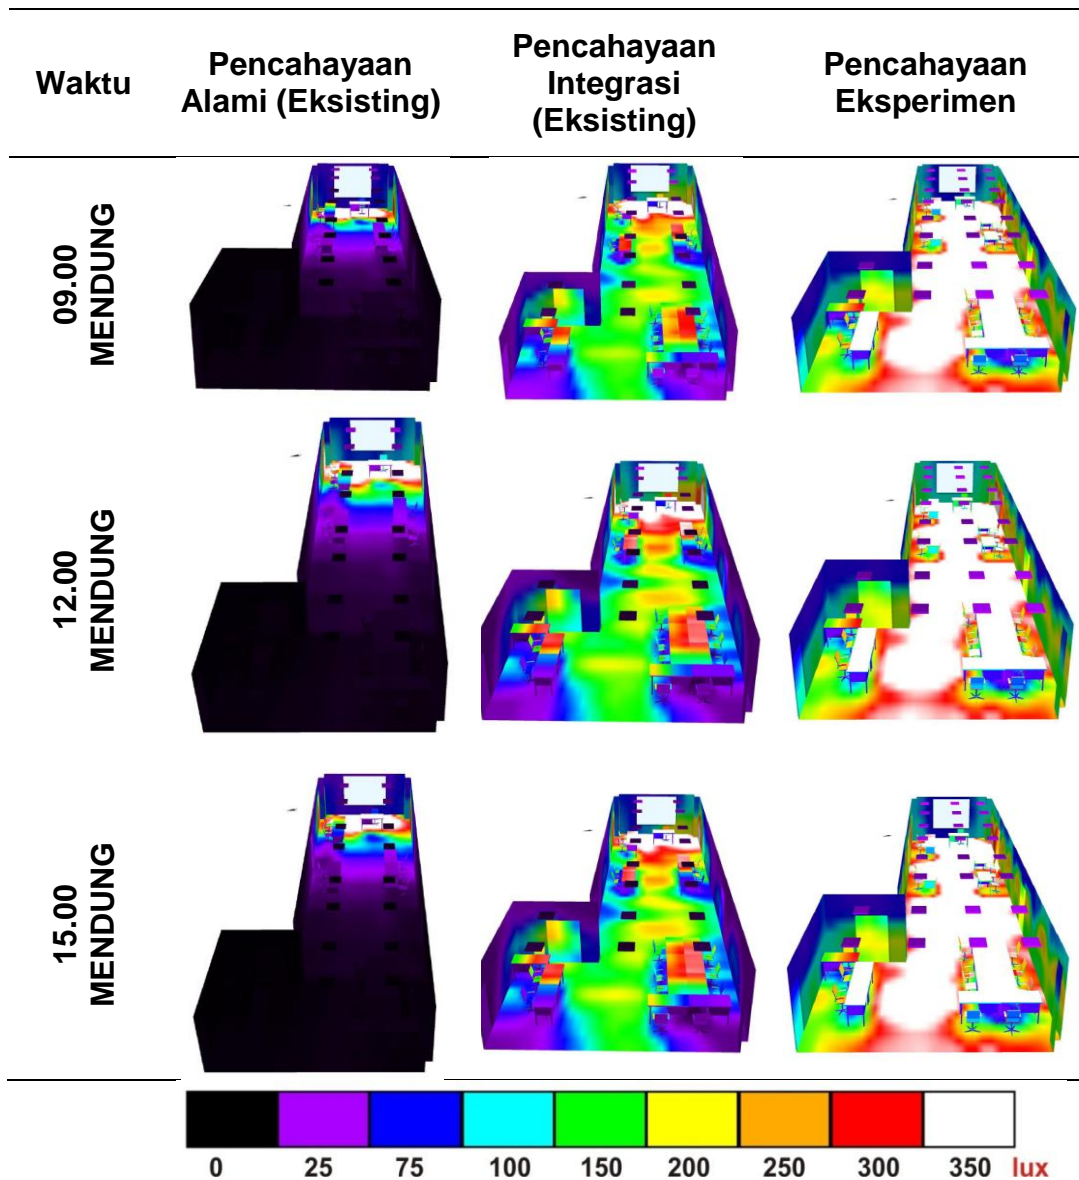 Waktu
Pencahayaan
Alami (Eksisting)
Pencahayaan
Integrasi
(Eksisting)
Pencahayaan
Eksperimen
09.00
MENDUNG
12.00
MENDUNG
15.00
MENDUNG
0 25 75 100 150 200 250 300 350 lux